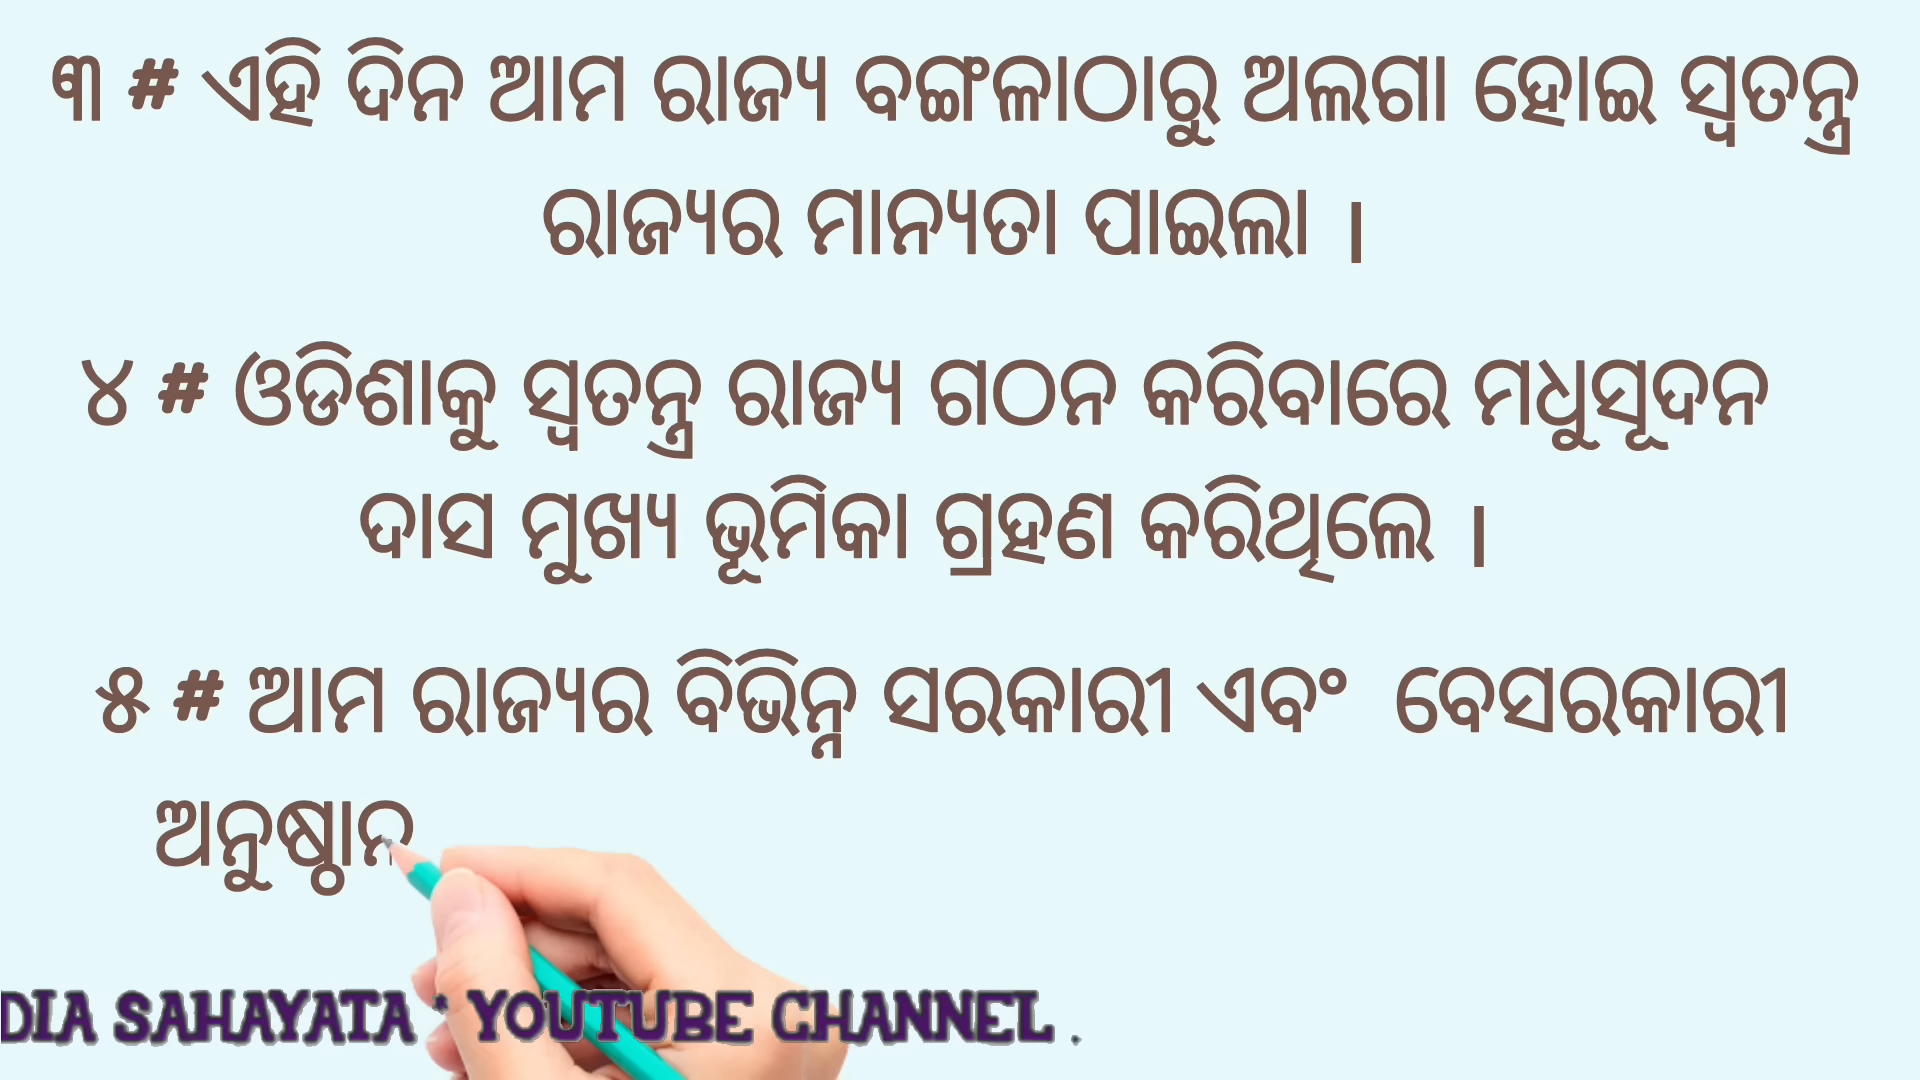 ୩ # ଏହି ଦିନ ଆମ ରାଜ୍ୟ ବଙ୍ଗଳାଠାରୁ ଅଲଗା ହୋଇ ସ୍ୱତନ୍ତ୍ର
ରାଜ୍ୟର ମାନ୍ୟତା ପାଇଲା ।
୪ # ଓଡିଶାକୁ ସ୍ୱତନ୍ତ୍ର ରାଜ୍ୟ ଗଠନ କରିବାରେ ମଧୁସୂଦନ
ଦାସ ମୁଖ୍ୟ ଭୂମିକା ଗ୍ରହଣ କରିଥିଲେ ।
୫ # ଆମ ରାଜ୍ୟର ବିଭିନ୍ନ ସରକାରୀ ଏବଂ ବେସରକାରୀ
ଅନୁଷ୍ଠାନ
DIA SAHAYATA * YOUTUBE CHANNEL .